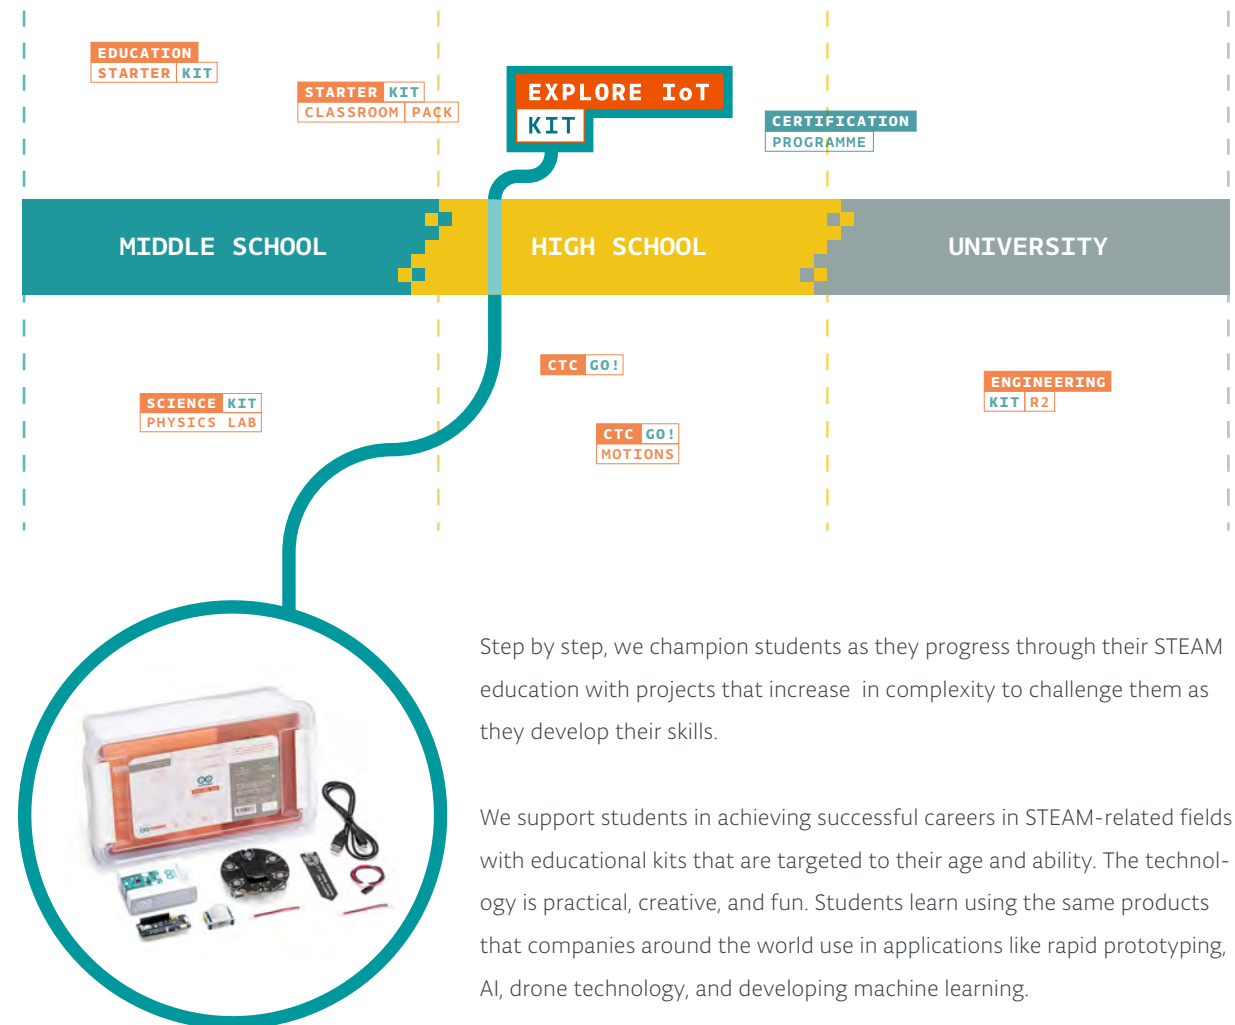 EDUCATION
STARTER KIT
STARTER KIT
CLASSROOM PACK
EXPLORE IoT
KIT
CERTIFICATION
PROGRAMME
MIDDLE SCHOOL
HIGH SCHOOL
UNIVERSITY
SCIENCE KIT
PHYSICS LAB
CTC GO!
CTC GO!
MOTIONS
ENGINEERING
KIT R2
Step by step, we champion students as they progress through their STEAM
education with projects that increase in complexity to challenge them as
they develop their skills.
We support students in achieving successful careers in STEAM-related fields
with educational kits that are targeted to their age and ability. The technol-
ogy is practical, creative, and fun. Students learn using the same products
that companies around the world use in applications like rapid prototyping,
AI, drone technology, and developing machine learning.